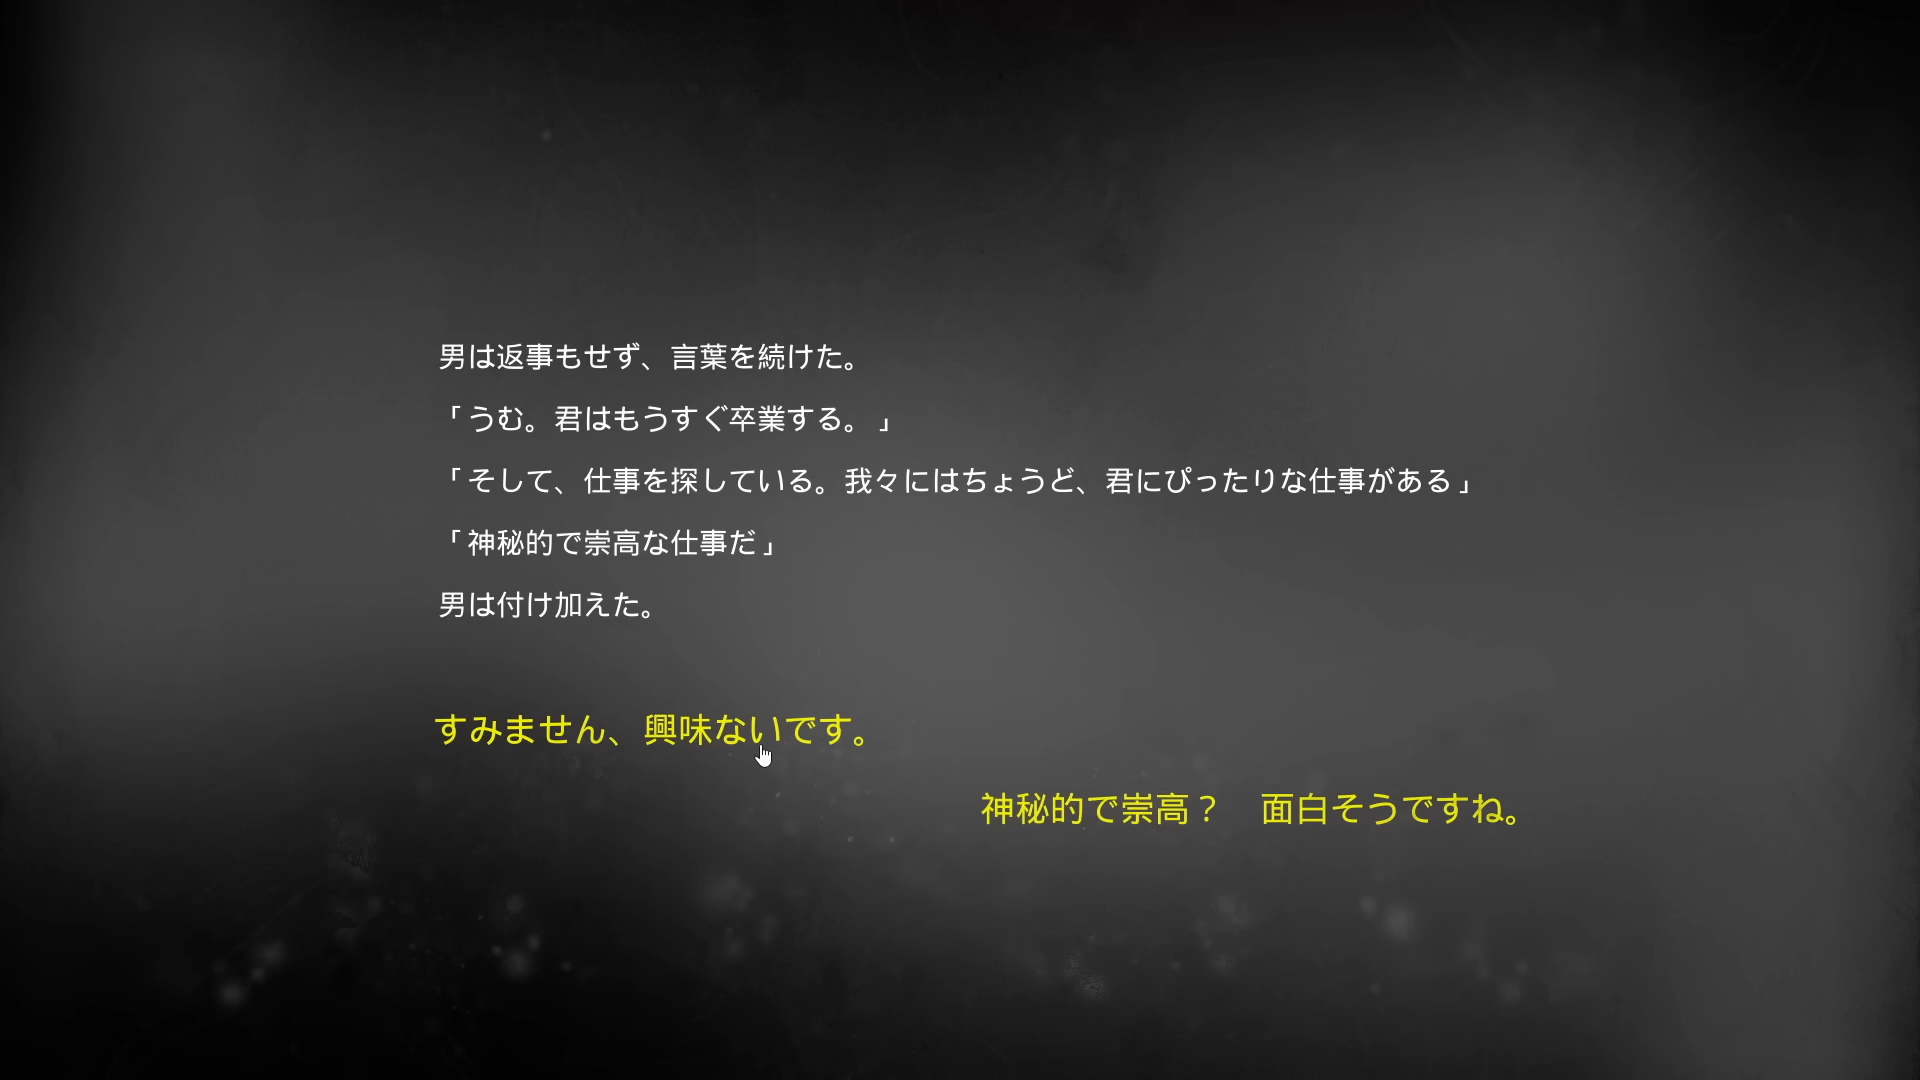 男は返事もせず、言葉を続けた。
「うむ。君はもうすぐ卒業する。」
「そして、仕事を探している。我々にはちょうど、君にぴったりな仕事がある」
「神秘的で崇高な仕事だ」
男は付け加えた。
すみません、興味ないです。
神秘的で崇高？　面白そうですね。